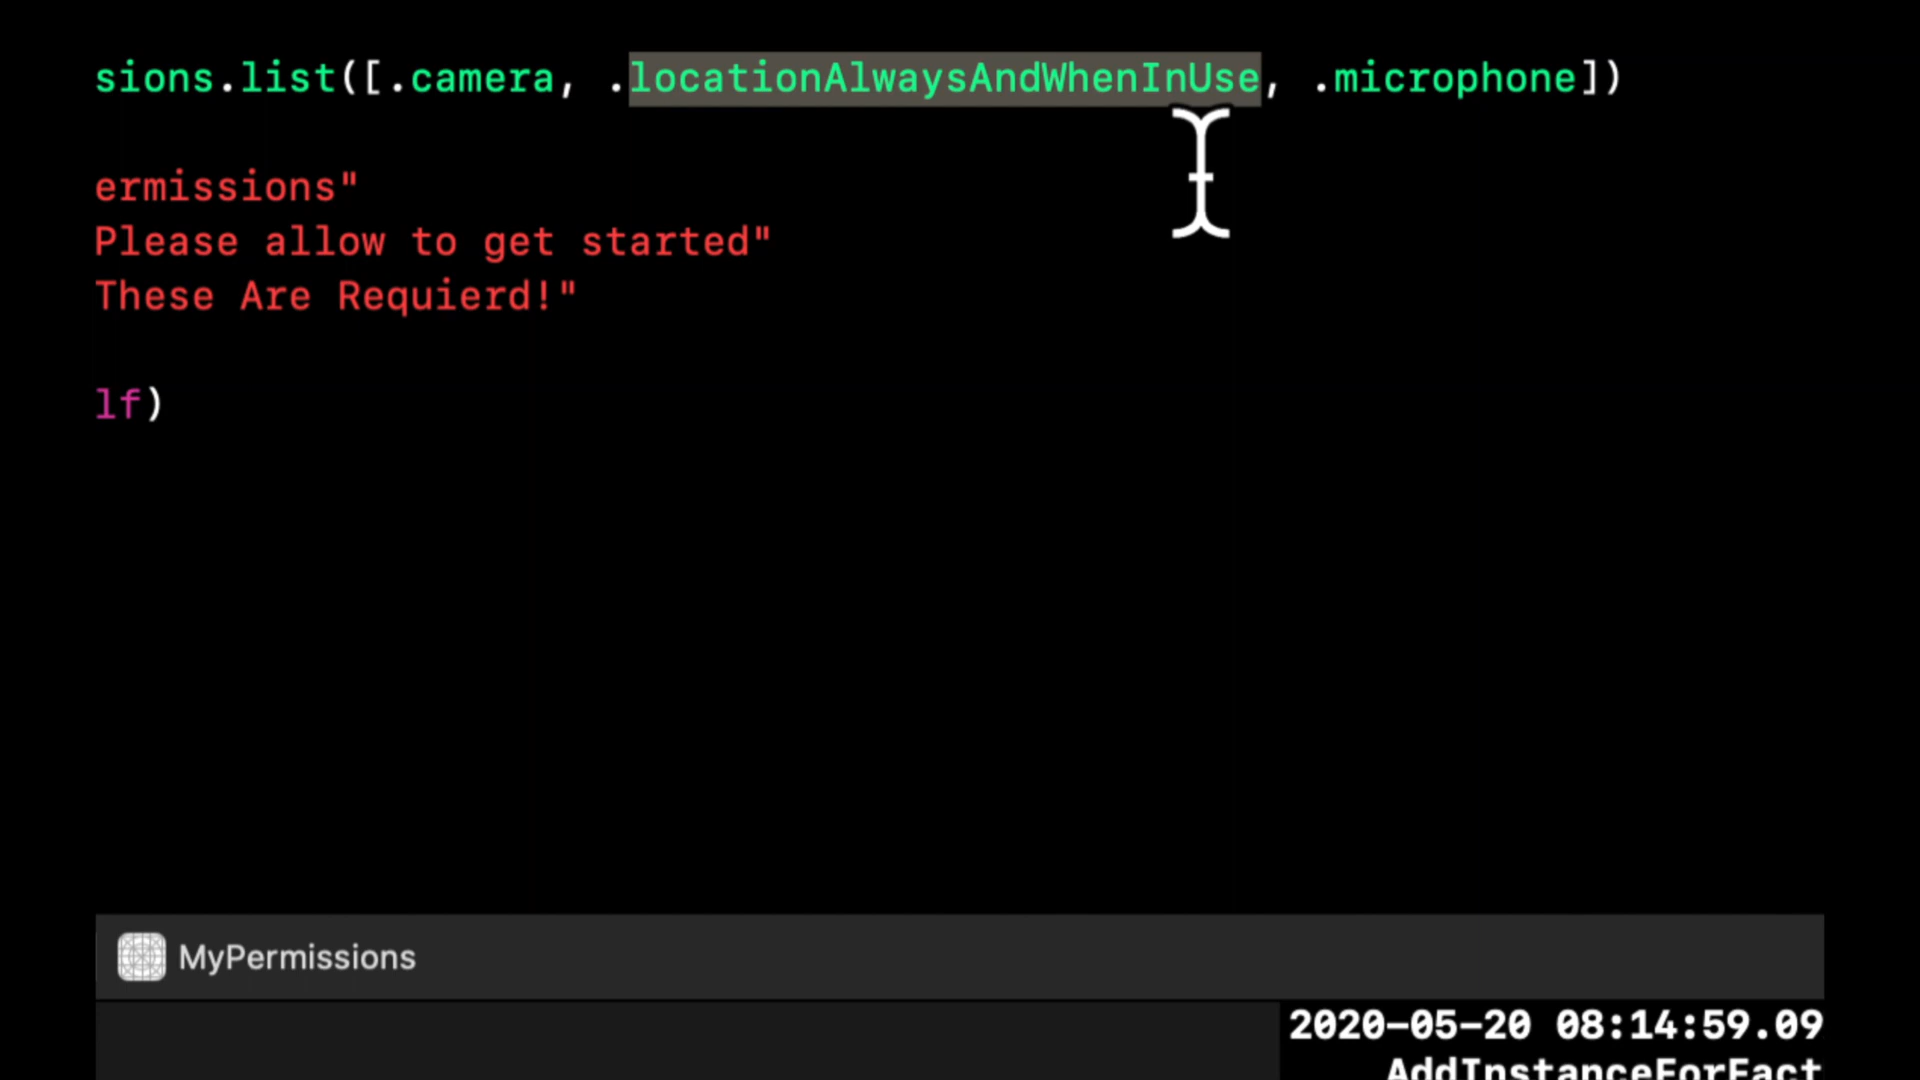 sions.list([.camera, .locationAlwaysAndWhenInUse, .microphone])
ermissions"
Please allow to get started"
These Are Requierd!"
lf)
MyPermissions
2020-05-20 08:14:59.09
AddInstanceForFact